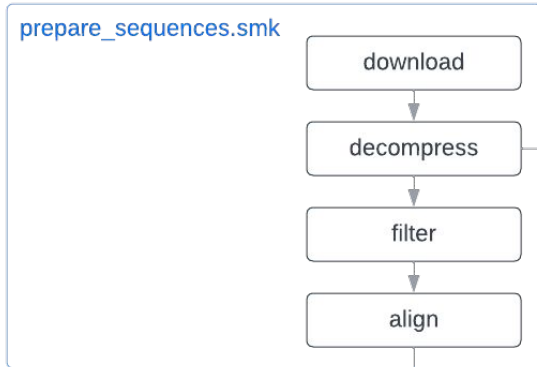 prepare_sequences.smk
download
decompress
filter
align